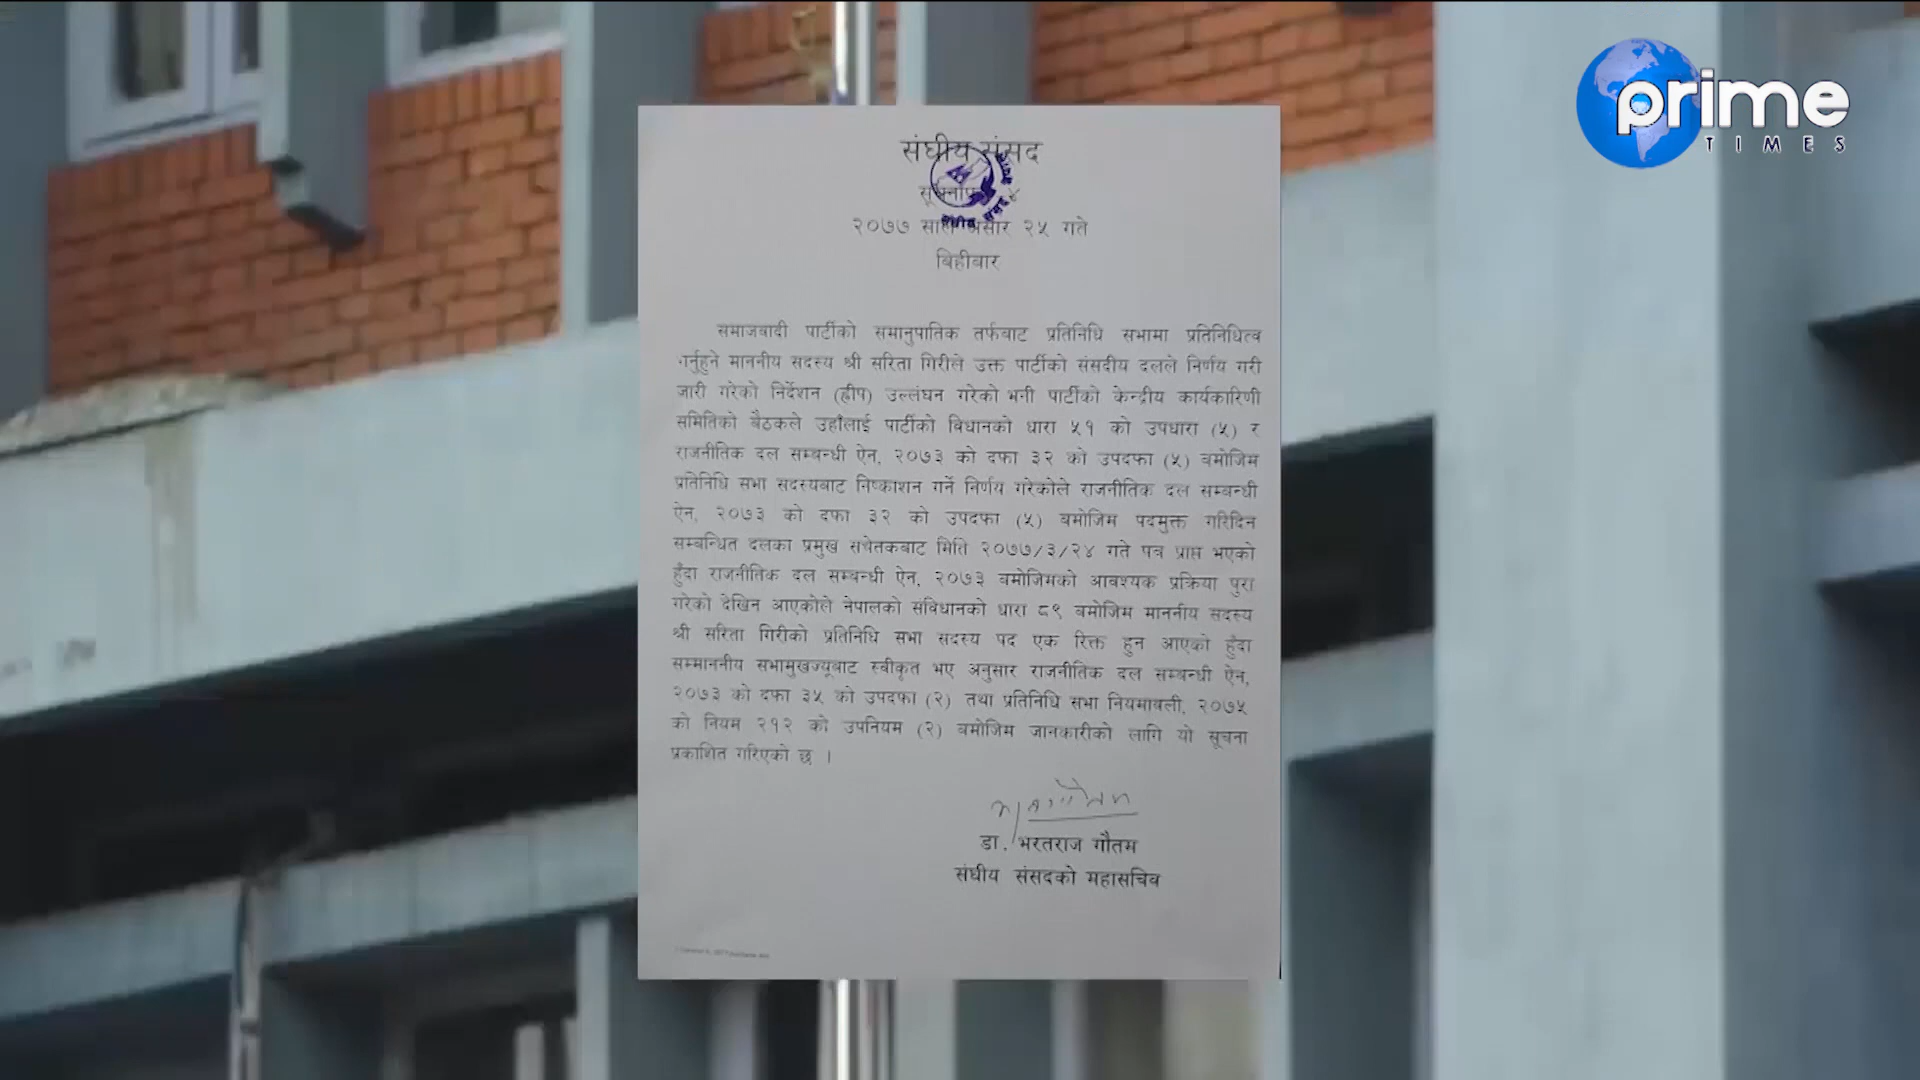 prime
TIMES
संघीय संसद
२०७७ साल असार २५ गते
बिहीबार
समाजवादी पार्टीको समानुपातिक तर्फबाट प्रतिनिधि सभामा प्रतिनिधित्व
गर्नुहुने माननीय सदस्य श्री सरिता गिरीले उक्त पार्टीको संसदीय दलले निर्णय गरी
जारी गरेको निर्देशन (ह्वीप) उल्लंघन गरेको भनी पार्टीको केन्द्रीय कार्यकारिणी
समितिको बैठकले उहाँलाई पार्टीको विधानको धारा ५१ को उपधारा (५) र
राजनीतिक दल सम्बन्धी ऐन, २०७३ को दफा ३२ को उपदफा (५) बमोजिम
प्रतिनिधि सभा सदस्यबाट निष्काशन गर्ने निर्णय गरेकोले राजनीतिक दल सम्बन्धी
ऐन, २०७३ को दफा ३२ को उपदफा (५) बमोजिम पदमुक्त गरिदिन
सम्बन्धित दलका प्रमुख सचेतकबाट मिति २०७७/३/२४ गते पत्र प्राप्त भएको
हुँदा राजनीतिक दल सम्बन्धी ऐन, २०७३ बमोजिमको आवश्यक प्रक्रिया पुरा
गरेको देखिन आएकोले नेपालको संविधानको धारा ८९ बमोजिम माननीय सदस्य
श्री सरिता गिरीको प्रतिनिधि सभा सदस्य पद एक रिक्त हुन आएको हुँदा
सम्माननीय सभामुखज्यूबाट स्वीकृत भए अनुसार राजनीतिक दल सम्बन्धी ऐन,
२०७३ को दफा ३५ को उपदफा (२) तथा प्रतिनिधि सभा नियमावली, २०७५
को नियम २१२ को उपनियम (२) बमोजिम जानकारीको लागि यो सूचना
प्रकाशित गरिएको छ ।
डा. भरतराज गौतम
संघीय संसदको महासचिव